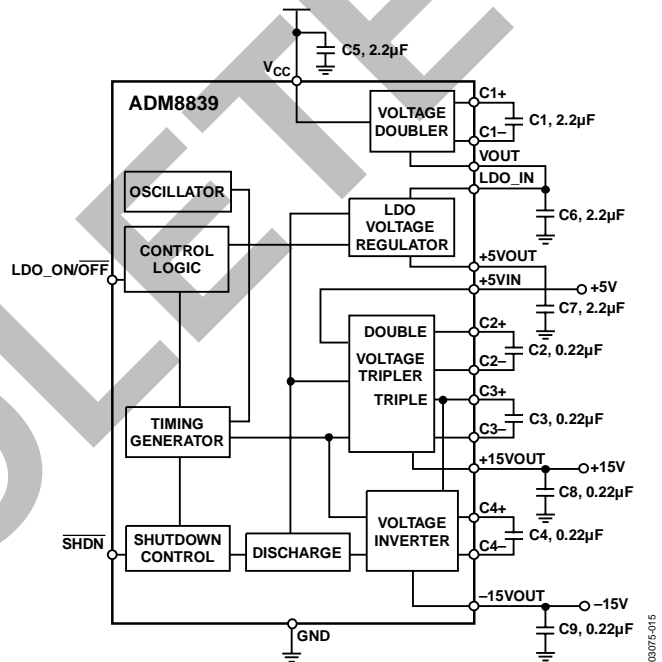 C5, 2.2µF
VCC
ADM8839
VOLTAGE
DOUBLER
C1+
C1–
C1, 2.2µF
VOUT
LDO_IN
OSCILLATOR
LDO
VOLTAGE
REGULATOR
C6, 2.2µF
CONTROL
LOGIC
LDO_ON/OFF
+5VOUT
+5VIN
+5V
C7, 2.2µF
DOUBLE
VOLTAGE
TRIPLER
TRIPLE
C2+
C2–
C2, 0.22µF
C3+
C3–
C3, 0.22µF
TIMING
GENERATOR
+15VOUT
+15V
C8, 0.22µF
SHDN
SHUTDOWN
CONTROL
DISCHARGE
VOLTAGE
INVERTER
C4+
C4–
C4, 0.22µF
–15VOUT
–15V
C9, 0.22µF
GND
03075-015